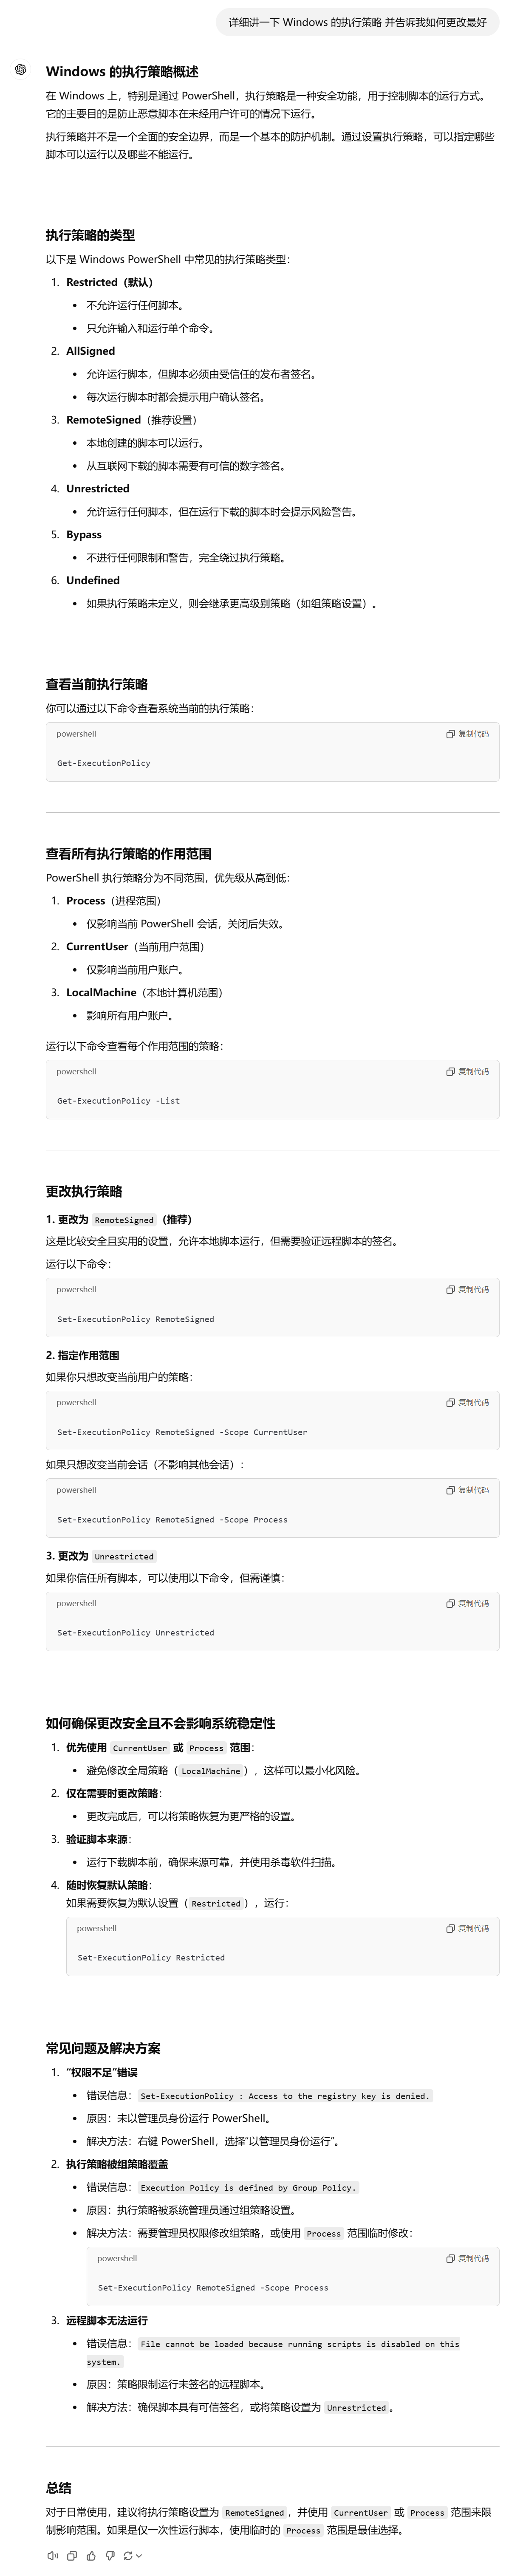 详细讲一下 Windows 的执行策略 并告诉我如何更改最好
Windows 的执行策略概述
在 Windows 上，特别是通过 PowerShell，执行策略是一种安全功能，用于控制脚本的运行方式。
它的主要目的是防止恶意脚本在未经用户许可的情况下运行。
执行策略并不是一个全面的安全边界，而是一个基本的防护机制。通过设置执行策略，可以指定哪些
脚本可以运行以及哪些不能运行。
执行策略的类型
以下是 Windows PowerShell 中常见的执行策略类型：
1. Restricted（默认）
• 不允许运行任何脚本。
• 只允许输入和运行单个命令。
2. AllSigned
• 允许运行脚本，但脚本必须由受信任的发布者签名。
• 每次运行脚本时都会提示用户确认签名。
3. RemoteSigned（推荐设置）
• 本地创建的脚本可以运行。
• 从互联网下载的脚本需要有可信的数字签名。
4. Unrestricted
• 允许运行任何脚本，但在运行下载的脚本时会提示风险警告。
5. Bypass
• 不进行任何限制和警告，完全绕过执行策略。
6. Undefined
• 如果执行策略未定义，则会继承更高级别策略（如组策略设置）。
查看当前执行策略
你可以通过以下命令查看系统当前的执行策略：
powershell 复制代码
Get-ExecutionPolicy
查看所有执行策略的作用范围
PowerShell 执行策略分为不同范围，优先级从高到低：
1. Process（进程范围）
• 仅影响当前 PowerShell 会话，关闭后失效。
2. CurrentUser（当前用户范围）
• 仅影响当前用户账户。
3. LocalMachine（本地计算机范围）
• 影响所有用户账户。
运行以下命令查看每个作用范围的策略：
powershell 复制代码
Get-ExecutionPolicy -List
更改执行策略
1. 更改为 RemoteSigned（推荐）
这是比较安全且实用的设置，允许本地脚本运行，但需要验证远程脚本的签名。
运行以下命令：
powershell 复制代码
Set-ExecutionPolicy RemoteSigned
2. 指定作用范围
如果你只想改变当前用户的策略：
powershell 复制代码
Set-ExecutionPolicy RemoteSigned -Scope CurrentUser
如果只想改变当前会话（不影响其他会话）：
powershell 复制代码
Set-ExecutionPolicy RemoteSigned -Scope Process
3. 更改为 Unrestricted
如果你信任所有脚本，可以使用以下命令，但需谨慎：
powershell 复制代码
Set-ExecutionPolicy Unrestricted
如何确保更改安全且不会影响系统稳定性
1. 优先使用 CurrentUser 或 Process 范围：
• 避免修改全局策略（LocalMachine），这样可以最小化风险。
2. 仅在需要时更改策略：
• 更改完成后，可以将策略恢复为更严格的设置。
3. 验证脚本来源：
• 运行下载脚本前，确保来源可靠，并使用杀毒软件扫描。
4. 随时恢复默认策略：
如果需要恢复为默认设置（Restricted），运行：
powershell 复制代码
Set-ExecutionPolicy Restricted
常见问题及解决方案
1. “权限不足”错误
• 错误信息：Set-ExecutionPolicy : Access to the registry key is denied.
• 原因：未以管理员身份运行 PowerShell。
• 解决方法：右键 PowerShell，选择“以管理员身份运行”。
2. 执行策略被组策略覆盖
• 错误信息：Execution Policy is defined by Group Policy.
• 原因：执行策略被系统管理员通过组策略设置。
• 解决方法：需要管理员权限修改组策略，或使用 Process 范围临时修改：
powershell 复制代码
Set-ExecutionPolicy RemoteSigned -Scope Process
3. 远程脚本无法运行
• 错误信息：File cannot be loaded because running scripts is disabled on this
system.
• 原因：策略限制运行未签名的远程脚本。
• 解决方法：确保脚本具有可信签名，或将策略设置为 Unrestricted。
总结
对于日常使用，建议将执行策略设置为 RemoteSigned，并使用 CurrentUser 或 Process 范围来限
制影响范围。如果是仅一次性运行脚本，使用临时的 Process 范围是最佳选择。